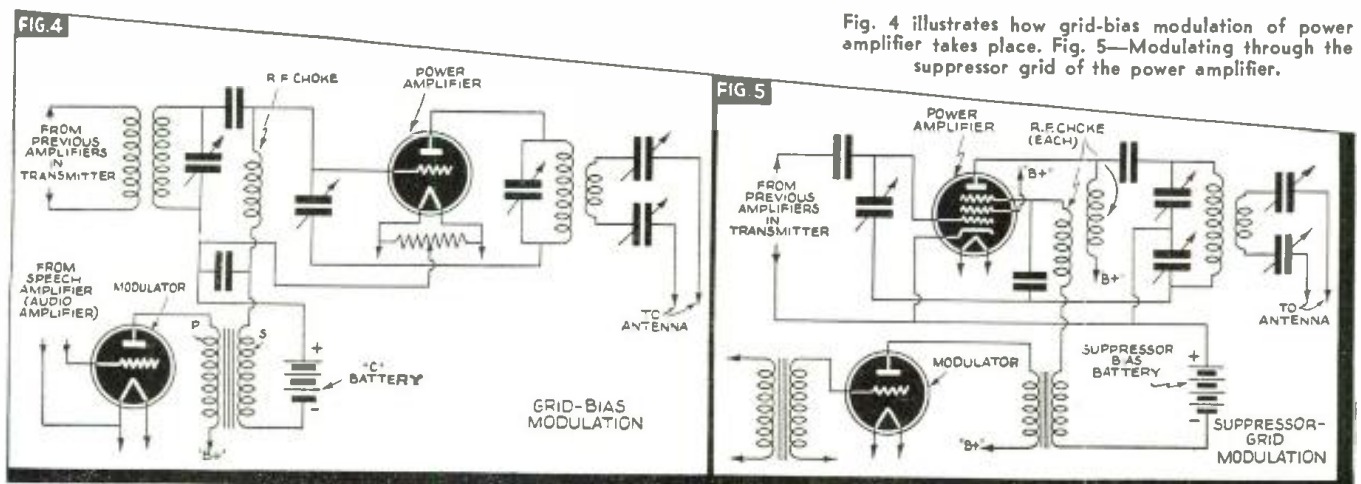 Fig. 4 illustrates how grid-bias modulation of power
amplifier takes place. Fig. 5—Modulating through the
suppressor grid of the power amplifier.
FIG.4
R.F. CHOKE
POWER
AMPLIFIER
FROM
PREVIOUS
AMPLIFIERS
IN
TRANSMITTER
FROM
SPEECH
AMPLIFIER
(AUDIO
AMPLIFIER)
MODULATOR
P
S
+
"C"
BATTERY
-
"B+"
GRID-BIAS
MODULATION
TO
ANTENNA
FIG.5
POWER
AMPLIFIER
R.F. CHOKE
(EACH)
"B+"
FROM
PREVIOUS
AMPLIFIERS
IN
TRANSMITTER
B+
TO
ANTENNA
MODULATOR
SUPPRESSOR
BIAS
BATTERY
+
-
"B+"
SUPPRESSOR-
GRID
MODULATION